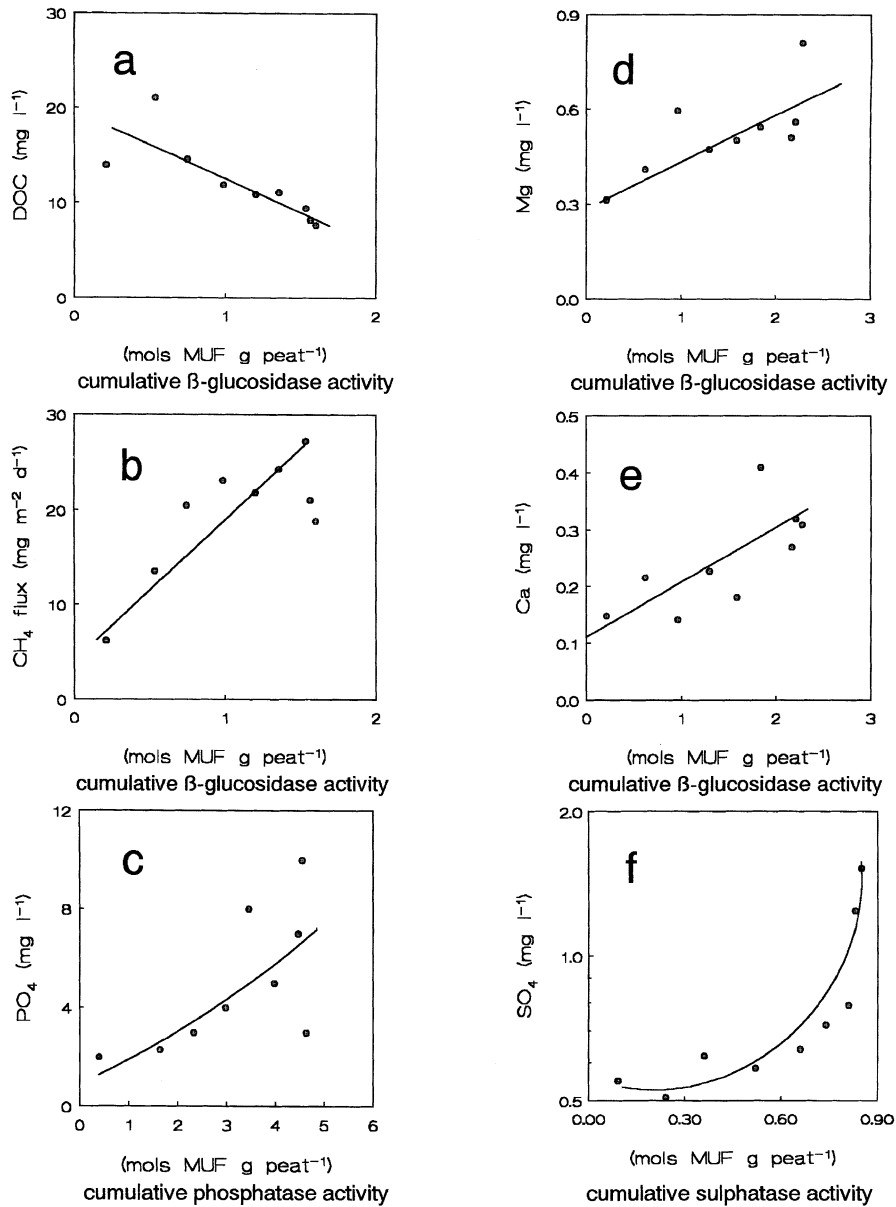 30
20
10
0
DOC (mg l⁻¹)
a
0 1 2
(mols MUF g peat⁻¹)
cumulative ß-glucosidase activity
0.9
0.6
0.3
0.0
Mg (mg l⁻¹)
d
0 1 2 3
(mols MUF g peat⁻¹)
cumulative ß-glucosidase activity
30
20
10
0
CH₄ flux (mg m⁻² d⁻¹)
b
0 1 2
(mols MUF g peat⁻¹)
cumulative ß-glucosidase activity
0.5
0.4
0.3
0.2
0.1
0.0
Ca (mg l⁻¹)
e
0 1 2 3
(mols MUF g peat⁻¹)
cumulative ß-glucosidase activity
12
8
4
0
PO₄ (mg l⁻¹)
c
0 1 2 3 4 5 6
(mols MUF g peat⁻¹)
cumulative phosphatase activity
2.0
1.0
0.5
SO₄ (mg l⁻¹)
f
0.00 0.30 0.60 0.90
(mols MUF g peat⁻¹)
cumulative sulphatase activity